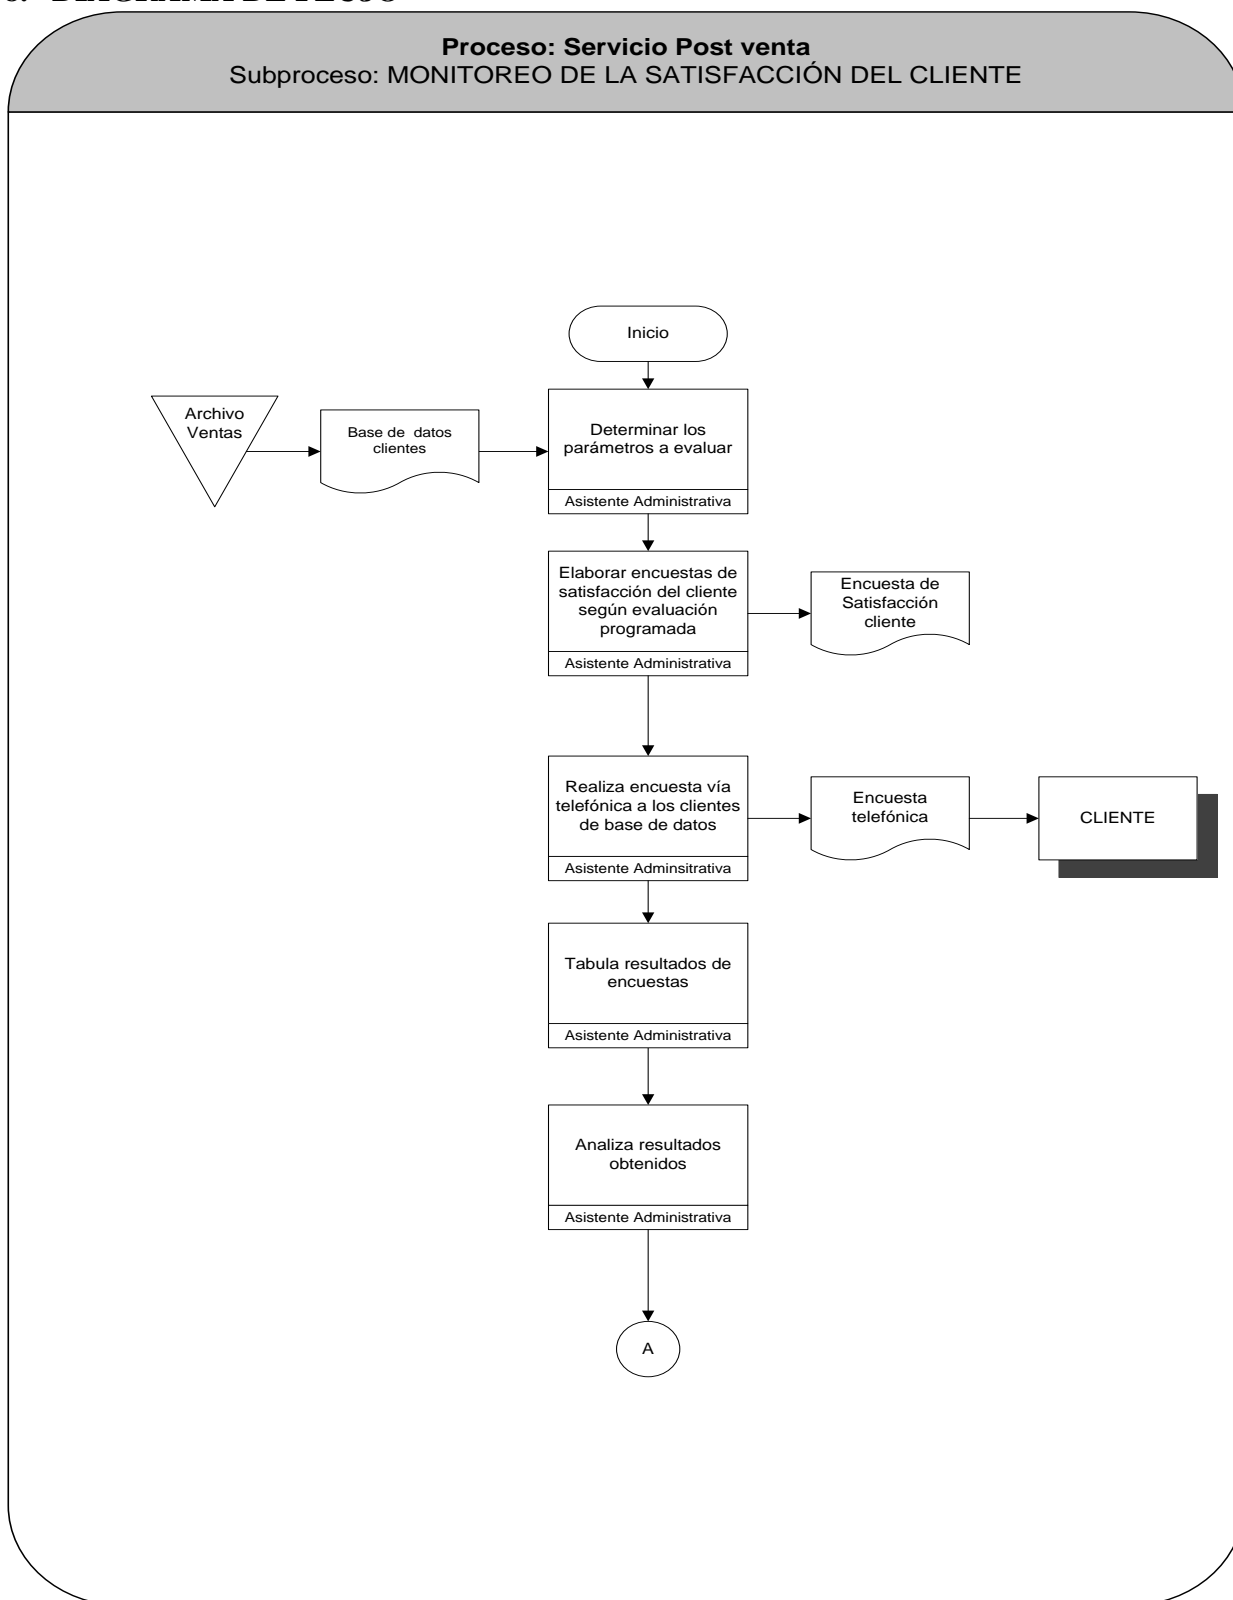 Proceso: Servicio Post venta
Subproceso: MONITOREO DE LA SATISFACCIÓN DEL CLIENTE
Inicio
Archivo
Ventas
Base de datos
clientes
Determinar los
parámetros a evaluar
Asistente Administrativa
Elaborar encuestas de
satisfacción del cliente
según evaluación
programada
Asistente Administrativa
Encuesta de
Satisfacción
cliente
Realiza encuesta vía
telefónica a los clientes
de base de datos
Asistente Adminsitrativa
Encuesta
telefónica
CLIENTE
Tabula resultados de
encuestas
Asistente Administrativa
Analiza resultados
obtenidos
Asistente Administrativa
A